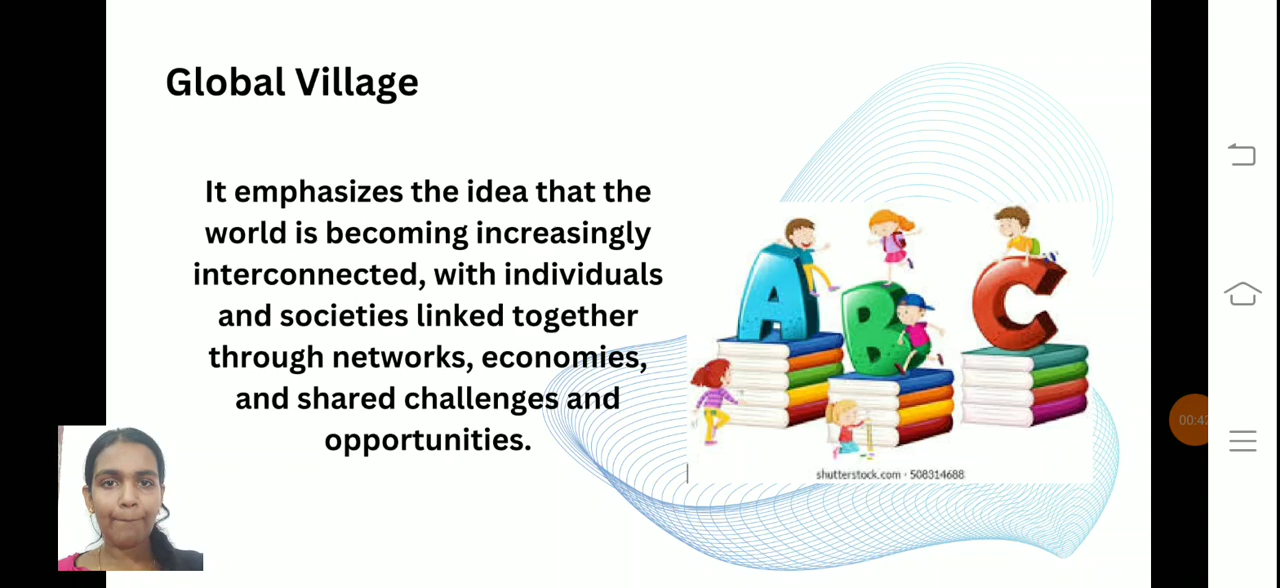 Global Village
It emphasizes the idea that the
world is becoming increasingly
interconnected, with individuals
and societies linked together
through networks, economies,
and shared challenges and
opportunities.
A
B
C
shutterstock.com · 508314688
00:42